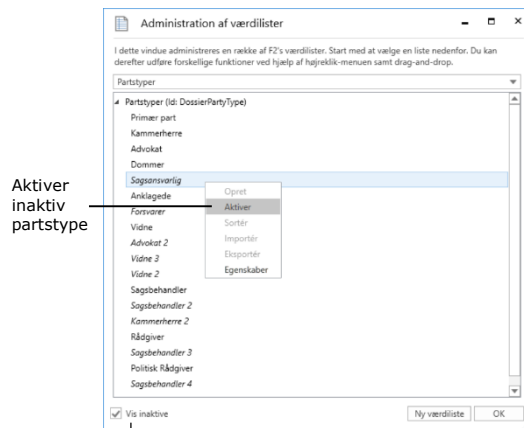 Administration af værdilister
I dette vindue administreres en række af F2's værdilister. Start med at vælge en liste nedenfor. Du kan
derefter udføre forskellige funktioner ved hjælp af højreklik-menuen samt drag-and-drop.
Partstyper
Partstyper (Id: DossierPartyType)
Primær part
Kammerherre
Advokat
Dommer
Sagsansvarlig
Anklagede
Forsvarer
Vidne
Advokat 2
Vidne 3
Vidne 2
Sagsbehandler
Sagsbehandler 2
Kammerherre 2
Rådgiver
Sagsbehandler 3
Politisk Rådgiver
Sagsbehandler 4
Opret
Aktiver
Sortér
Importér
Eksportér
Egenskaber
Aktiver
inaktiv
partstype
Vis inaktive
Ny værdiliste
OK